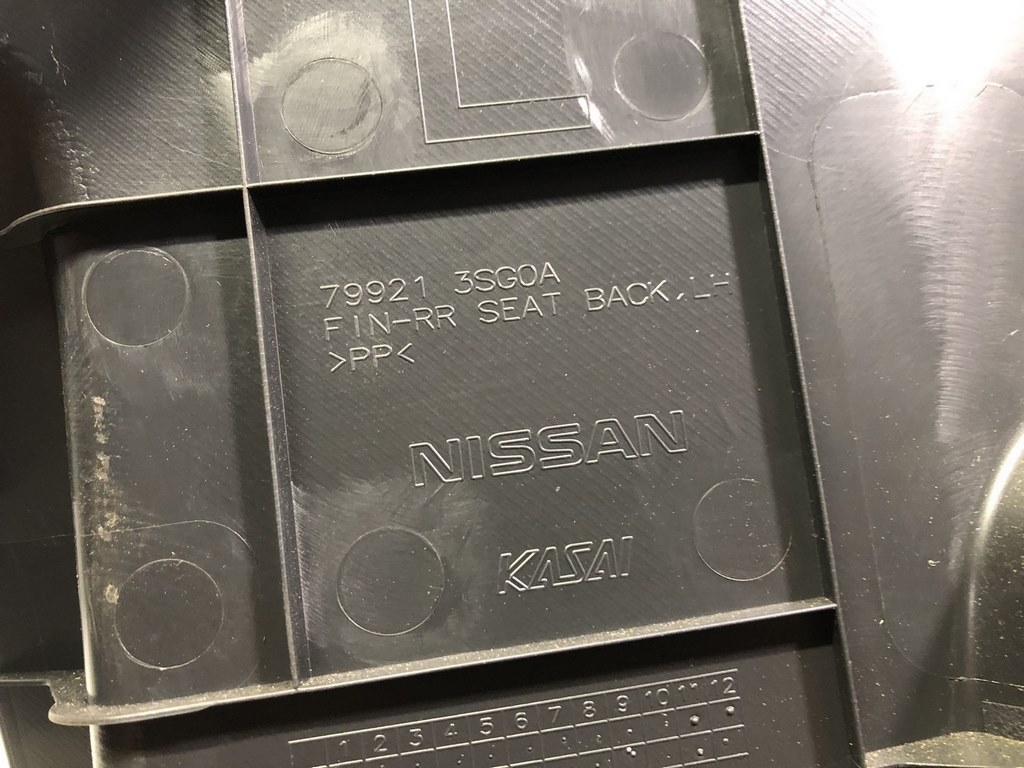 79921 3SG0A
FIN-RR SEAT BACK,LH
>PP<
NISSAN
KASAI
1 2 3 4 5 6 7 8 9 10 11 12